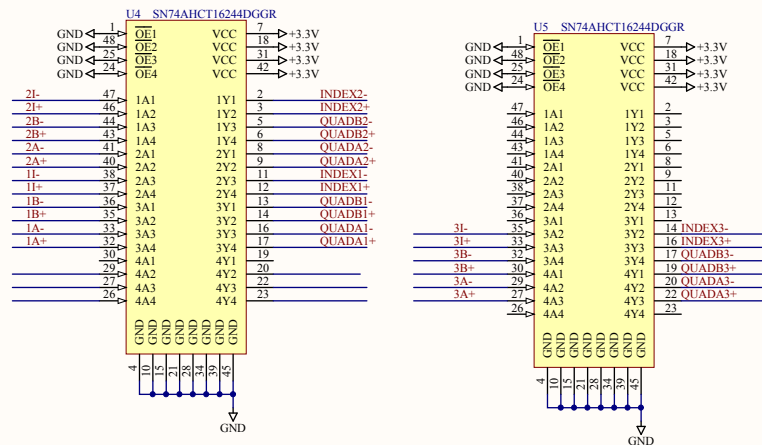 U4 SN74AHCT16244DGGR
GND 1 OE1 VCC 7 +3.3V
GND 48 OE2 VCC 18 +3.3V
GND 25 OE3 VCC 31 +3.3V
GND 24 OE4 VCC 42 +3.3V
2I- 47 1A1 1Y1 2 INDEX2-
2I+ 46 1A2 1Y2 3 INDEX2+
2B- 44 1A3 1Y3 5 QUADB2-
2B+ 43 1A4 1Y4 6 QUADB2+
2A- 41 2A1 2Y1 8 QUADA2-
2A+ 40 2A2 2Y2 9 QUADA2+
1I- 38 2A3 2Y3 11 INDEX1-
1I+ 37 2A4 2Y4 12 INDEX1+
1B- 36 3A1 3Y1 13 QUADB1-
1B+ 35 3A2 3Y2 14 QUADB1+
1A- 33 3A3 3Y3 16 QUADA1-
1A+ 32 3A4 3Y4 17 QUADA1+
30 4A1 4Y1 19
29 4A2 4Y2 20
27 4A3 4Y3 22
26 4A4 4Y4 23
GND GND GND GND GND GND GND GND
4 10 15 21 28 34 39 45
GND
U5 SN74AHCT16244DGGR
GND 1 OE1 VCC 7 +3.3V
GND 48 OE2 VCC 18 +3.3V
GND 25 OE3 VCC 31 +3.3V
GND 24 OE4 VCC 42 +3.3V
47 1A1 1Y1 2
46 1A2 1Y2 3
44 1A3 1Y3 5
43 1A4 1Y4 6
41 2A1 2Y1 8
40 2A2 2Y2 9
38 2A3 2Y3 11
37 2A4 2Y4 12
36 3A1 3Y1 13
3I- 35 3A2 3Y2 14 INDEX3-
3I+ 33 3A3 3Y3 16 INDEX3+
3B- 32 3A4 3Y4 17 QUADB3-
3B+ 30 4A1 4Y1 19 QUADB3+
3A- 29 4A2 4Y2 20 QUADA3-
3A+ 27 4A3 4Y3 22 QUADA3+
26 4A4 4Y4 23
GND GND GND GND GND GND GND GND
4 10 15 21 28 34 39 45
GND